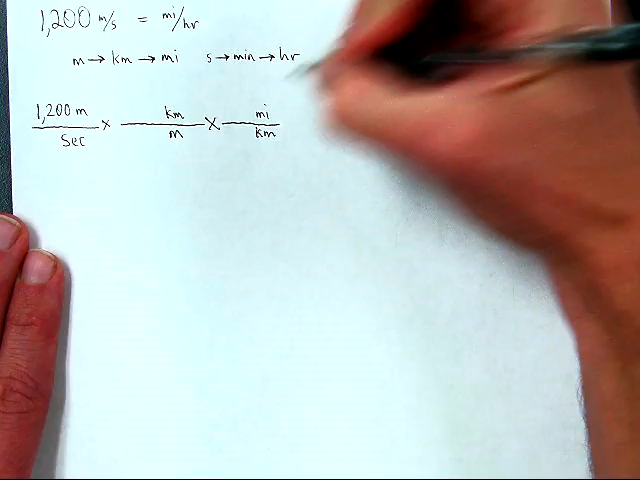 1,200 m/s = mi/hr
m → km → mi s → min → hr
1,200 m × km × mi
sec m km